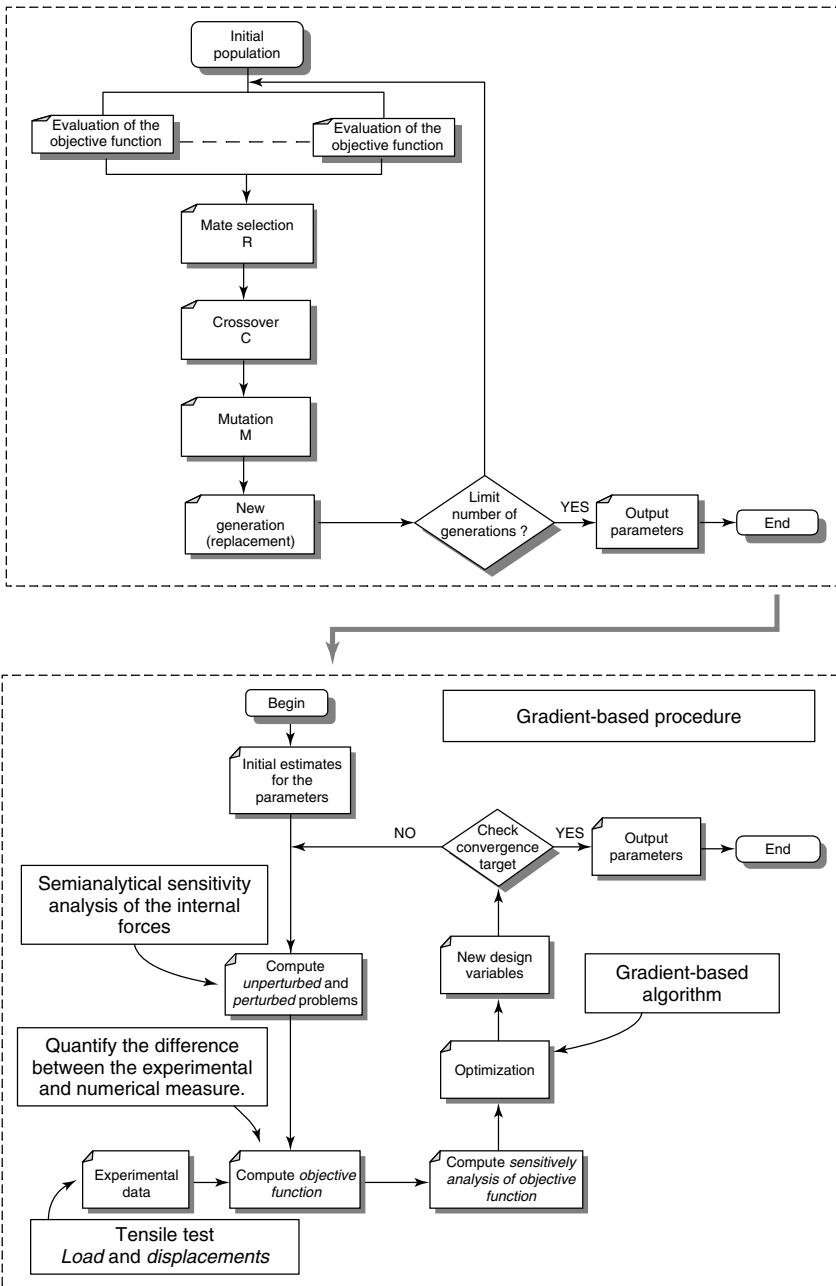 Initial
population
Evaluation of the
objective function
Evaluation of the
objective function
Mate selection
R
Crossover
C
Mutation
M
New
generation
(replacement)
Limit
number of
generations ?
YES
Output
parameters
End
Begin
Gradient-based procedure
Initial estimates
for the
parameters
NO
Check
convergence
target
YES
Output
parameters
End
Semianalytical sensitivity
analysis of the internal
forces
Compute
unperturbed and
perturbed problems
New design
variables
Gradient-based
algorithm
Quantify the difference
between the experimental
and numerical measure.
Optimization
Experimental
data
Compute objective
function
Compute sensitively
analysis of objective
function
Tensile test
Load and displacements